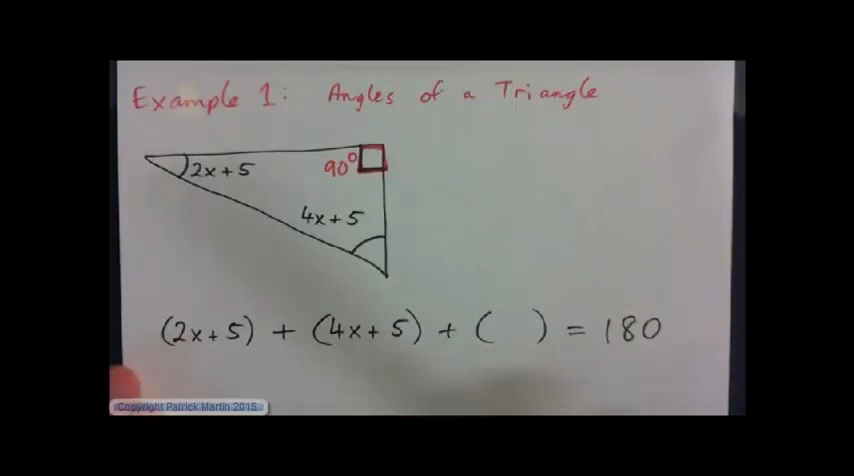 Example 1: Angles of a Triangle
2x + 5
90°
4x + 5
(2x + 5) + (4x + 5) + ( ) = 180
Copyright Patrick Martin 2015